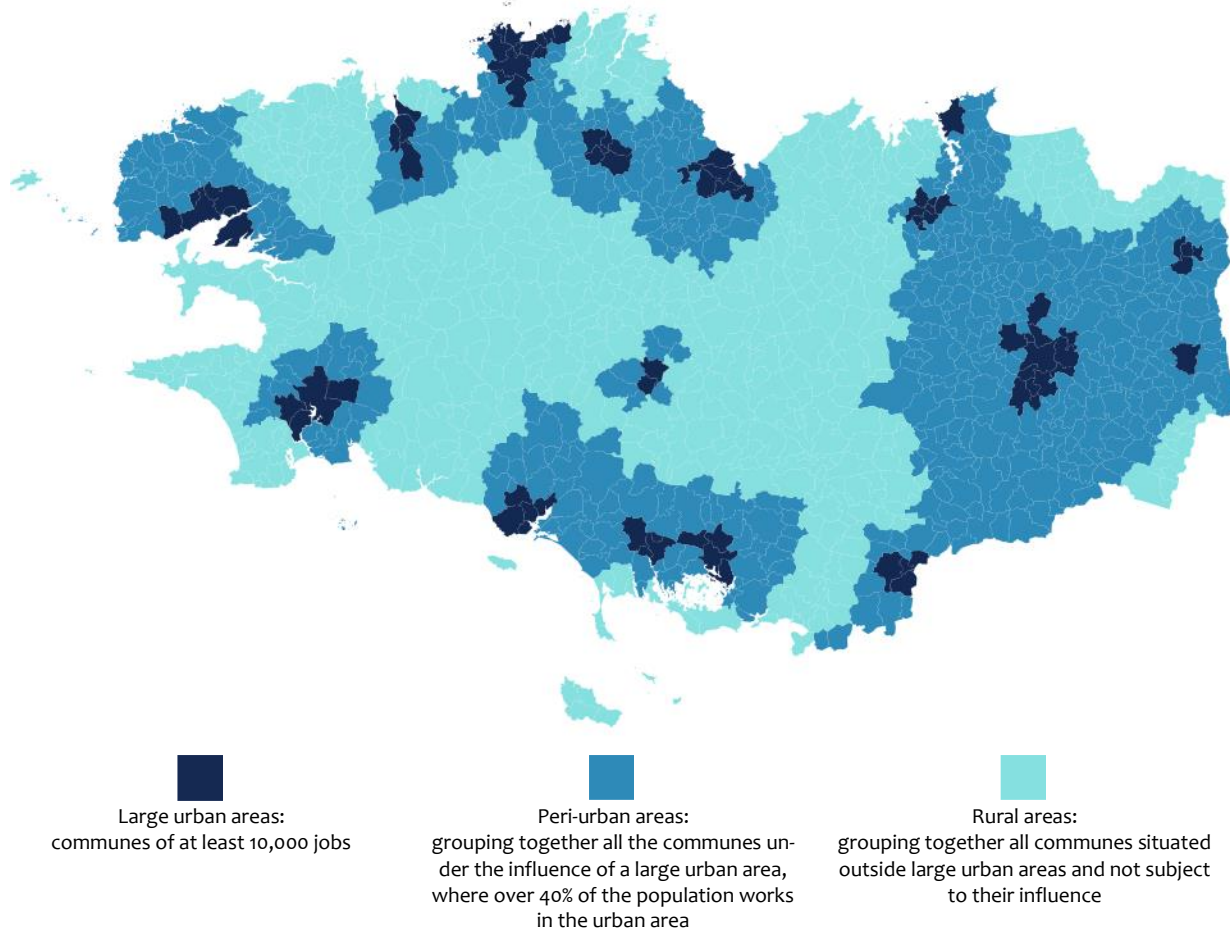 Large urban areas:
communes of at least 10,000 jobs
Peri-urban areas:
grouping together all the communes un-
der the influence of a large urban area,
where over 40% of the population works
in the urban area
Rural areas:
grouping together all communes situated
outside large urban areas and not subject
to their influence